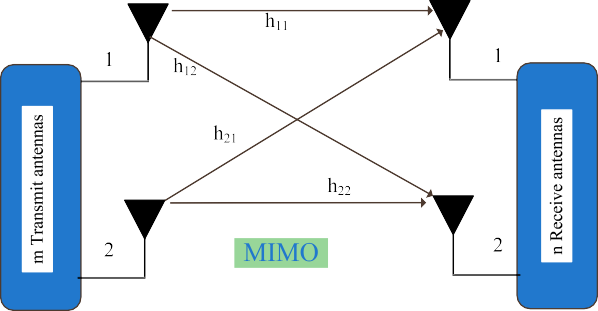 h11
1
h12
1
m Transmit antennas
n Receive antennas
h21
h22
2
2
MIMO